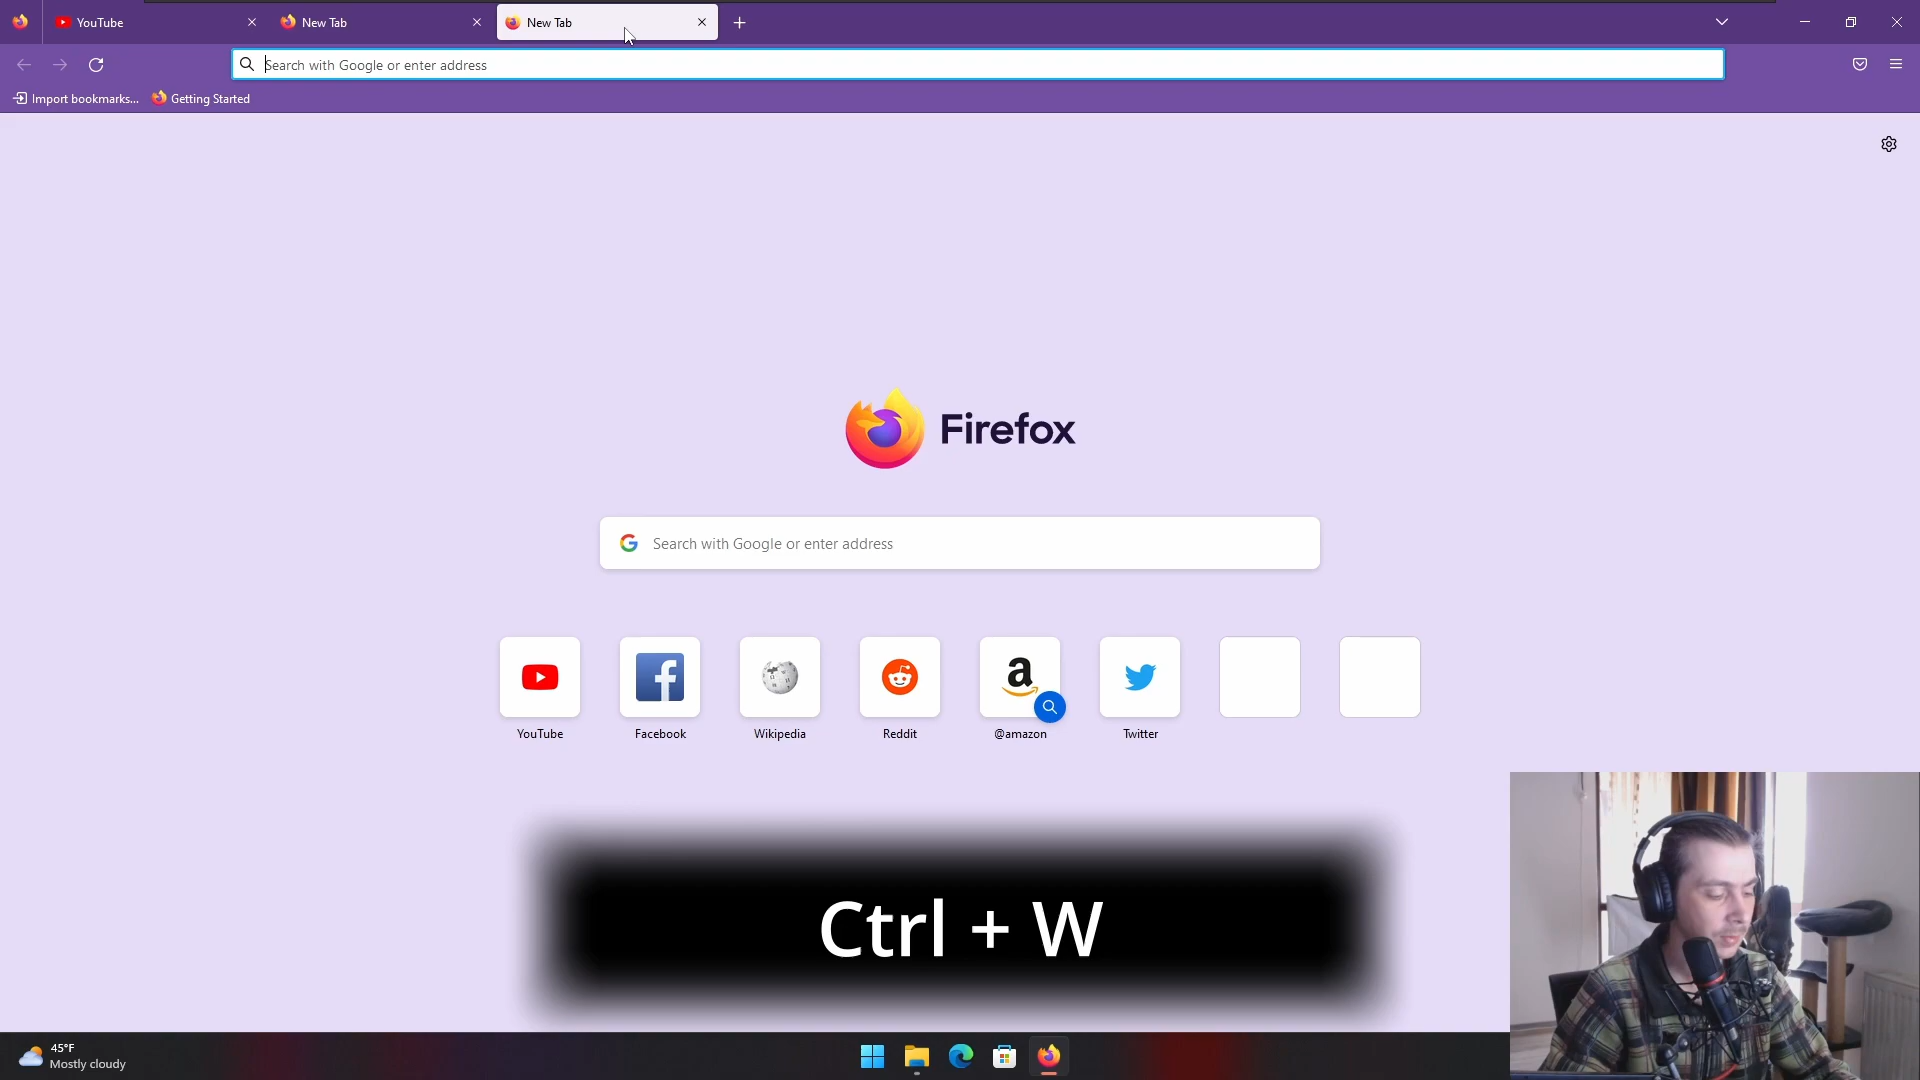 YouTube
New Tab
New Tab
Search with Google or enter address
Import bookmarks...
Getting Started
Firefox
Search with Google or enter address
YouTube
Facebook
Wikipedia
Reddit
@amazon
Twitter
Ctrl + W
45°F
Mostly cloudy